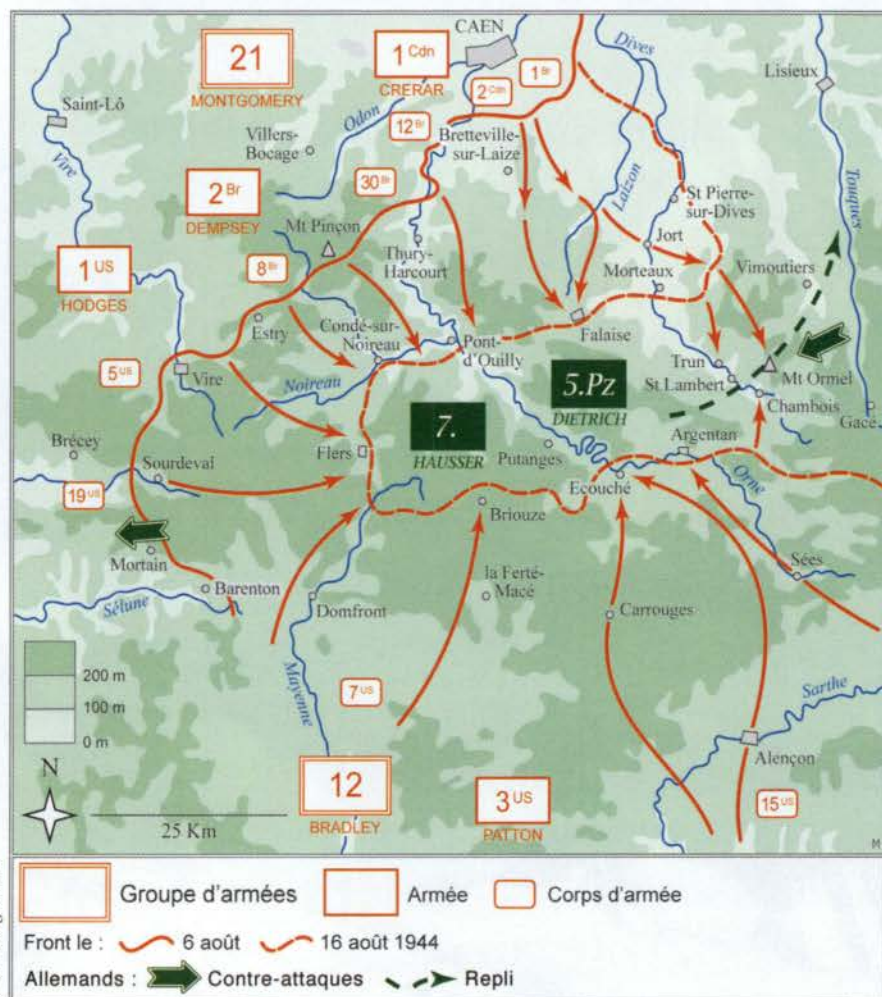 21
MONTGOMERY
1 Cdn
CRERAR
CAEN
1 Br
2 Cdn
Dives
Lisieux
Saint-Lô
Vire
Villers-
Bocage
Odon
12 Br
Bretteville-
sur-Laize
Touques
30 Br
Laizon
St Pierre-
sur-Dives
2 Br
DEMPSEY
Mt Pinçon
Jort
1 US
HODGES
8 Br
Thury-
Harcourt
Morteaux
Vimoutiers
Estry
Condé-sur-
Noireau
Falaise
5 US
Vire
Noireau
Pont-
d'Ouilly
Trun
St Lambert
Mt Ormel
5.Pz
DIETRICH
Chambois
Gacé
7.
HAUSSER
Brécey
Sourdeval
Flers
Putanges
Argentan
Ecouché
Orne
19 US
Briouze
Mortain
Barenton
Sélune
Domfront
la Ferté-
Macé
Carrouges
Sées
200 m
100 m
0 m
Mayenne
7 US
Sarthe
Alençon
N
25 Km
12
BRADLEY
3 US
PATTON
15 US
M
Groupe d'armées
Armée
Corps d'armée
Front le :
6 août
16 août 1944
Allemands :
Contre-attaques
Repli